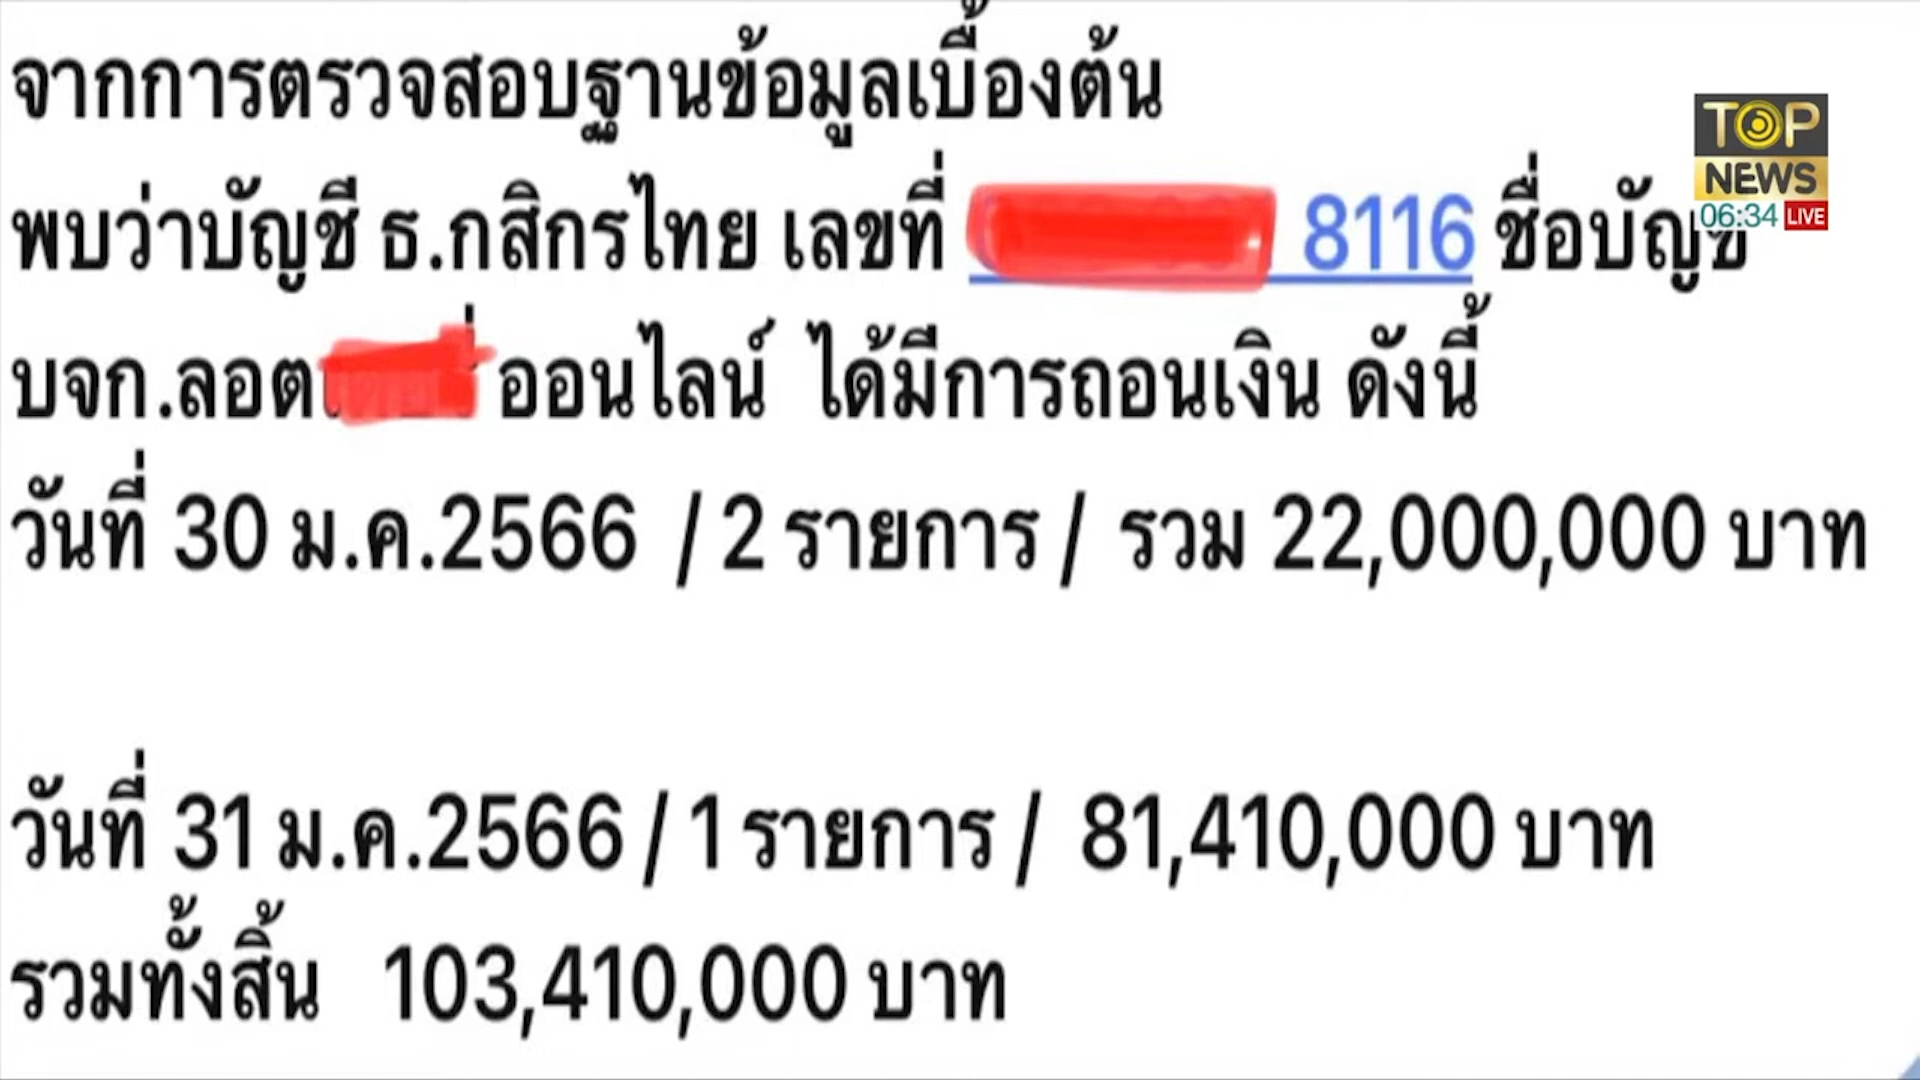 จากการตรวจสอบฐานข้อมูลเบื้องต้น
พบว่าบัญชี ธ.กสิกรไทย เลขที่ 8116 ชื่อบัญชี
บจก.ลอต ออนไลน์ ได้มีการถอนเงิน ดังนี้
วันที่ 30 ม.ค.2566 / 2 รายการ / รวม 22,000,000 บาท
วันที่ 31 ม.ค.2566 / 1 รายการ / 81,410,000 บาท
รวมทั้งสิ้น 103,410,000 บาท
TOP
NEWS
06:34 LIVE